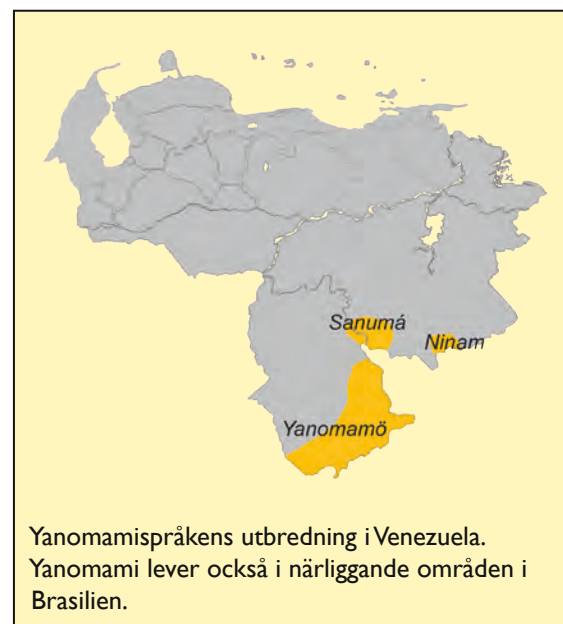 Sanumá
Ninam
Yanomamö
Yanomamispråkens utbredning i Venezuela.
Yanomami lever också i närliggande områden i
Brasilien.